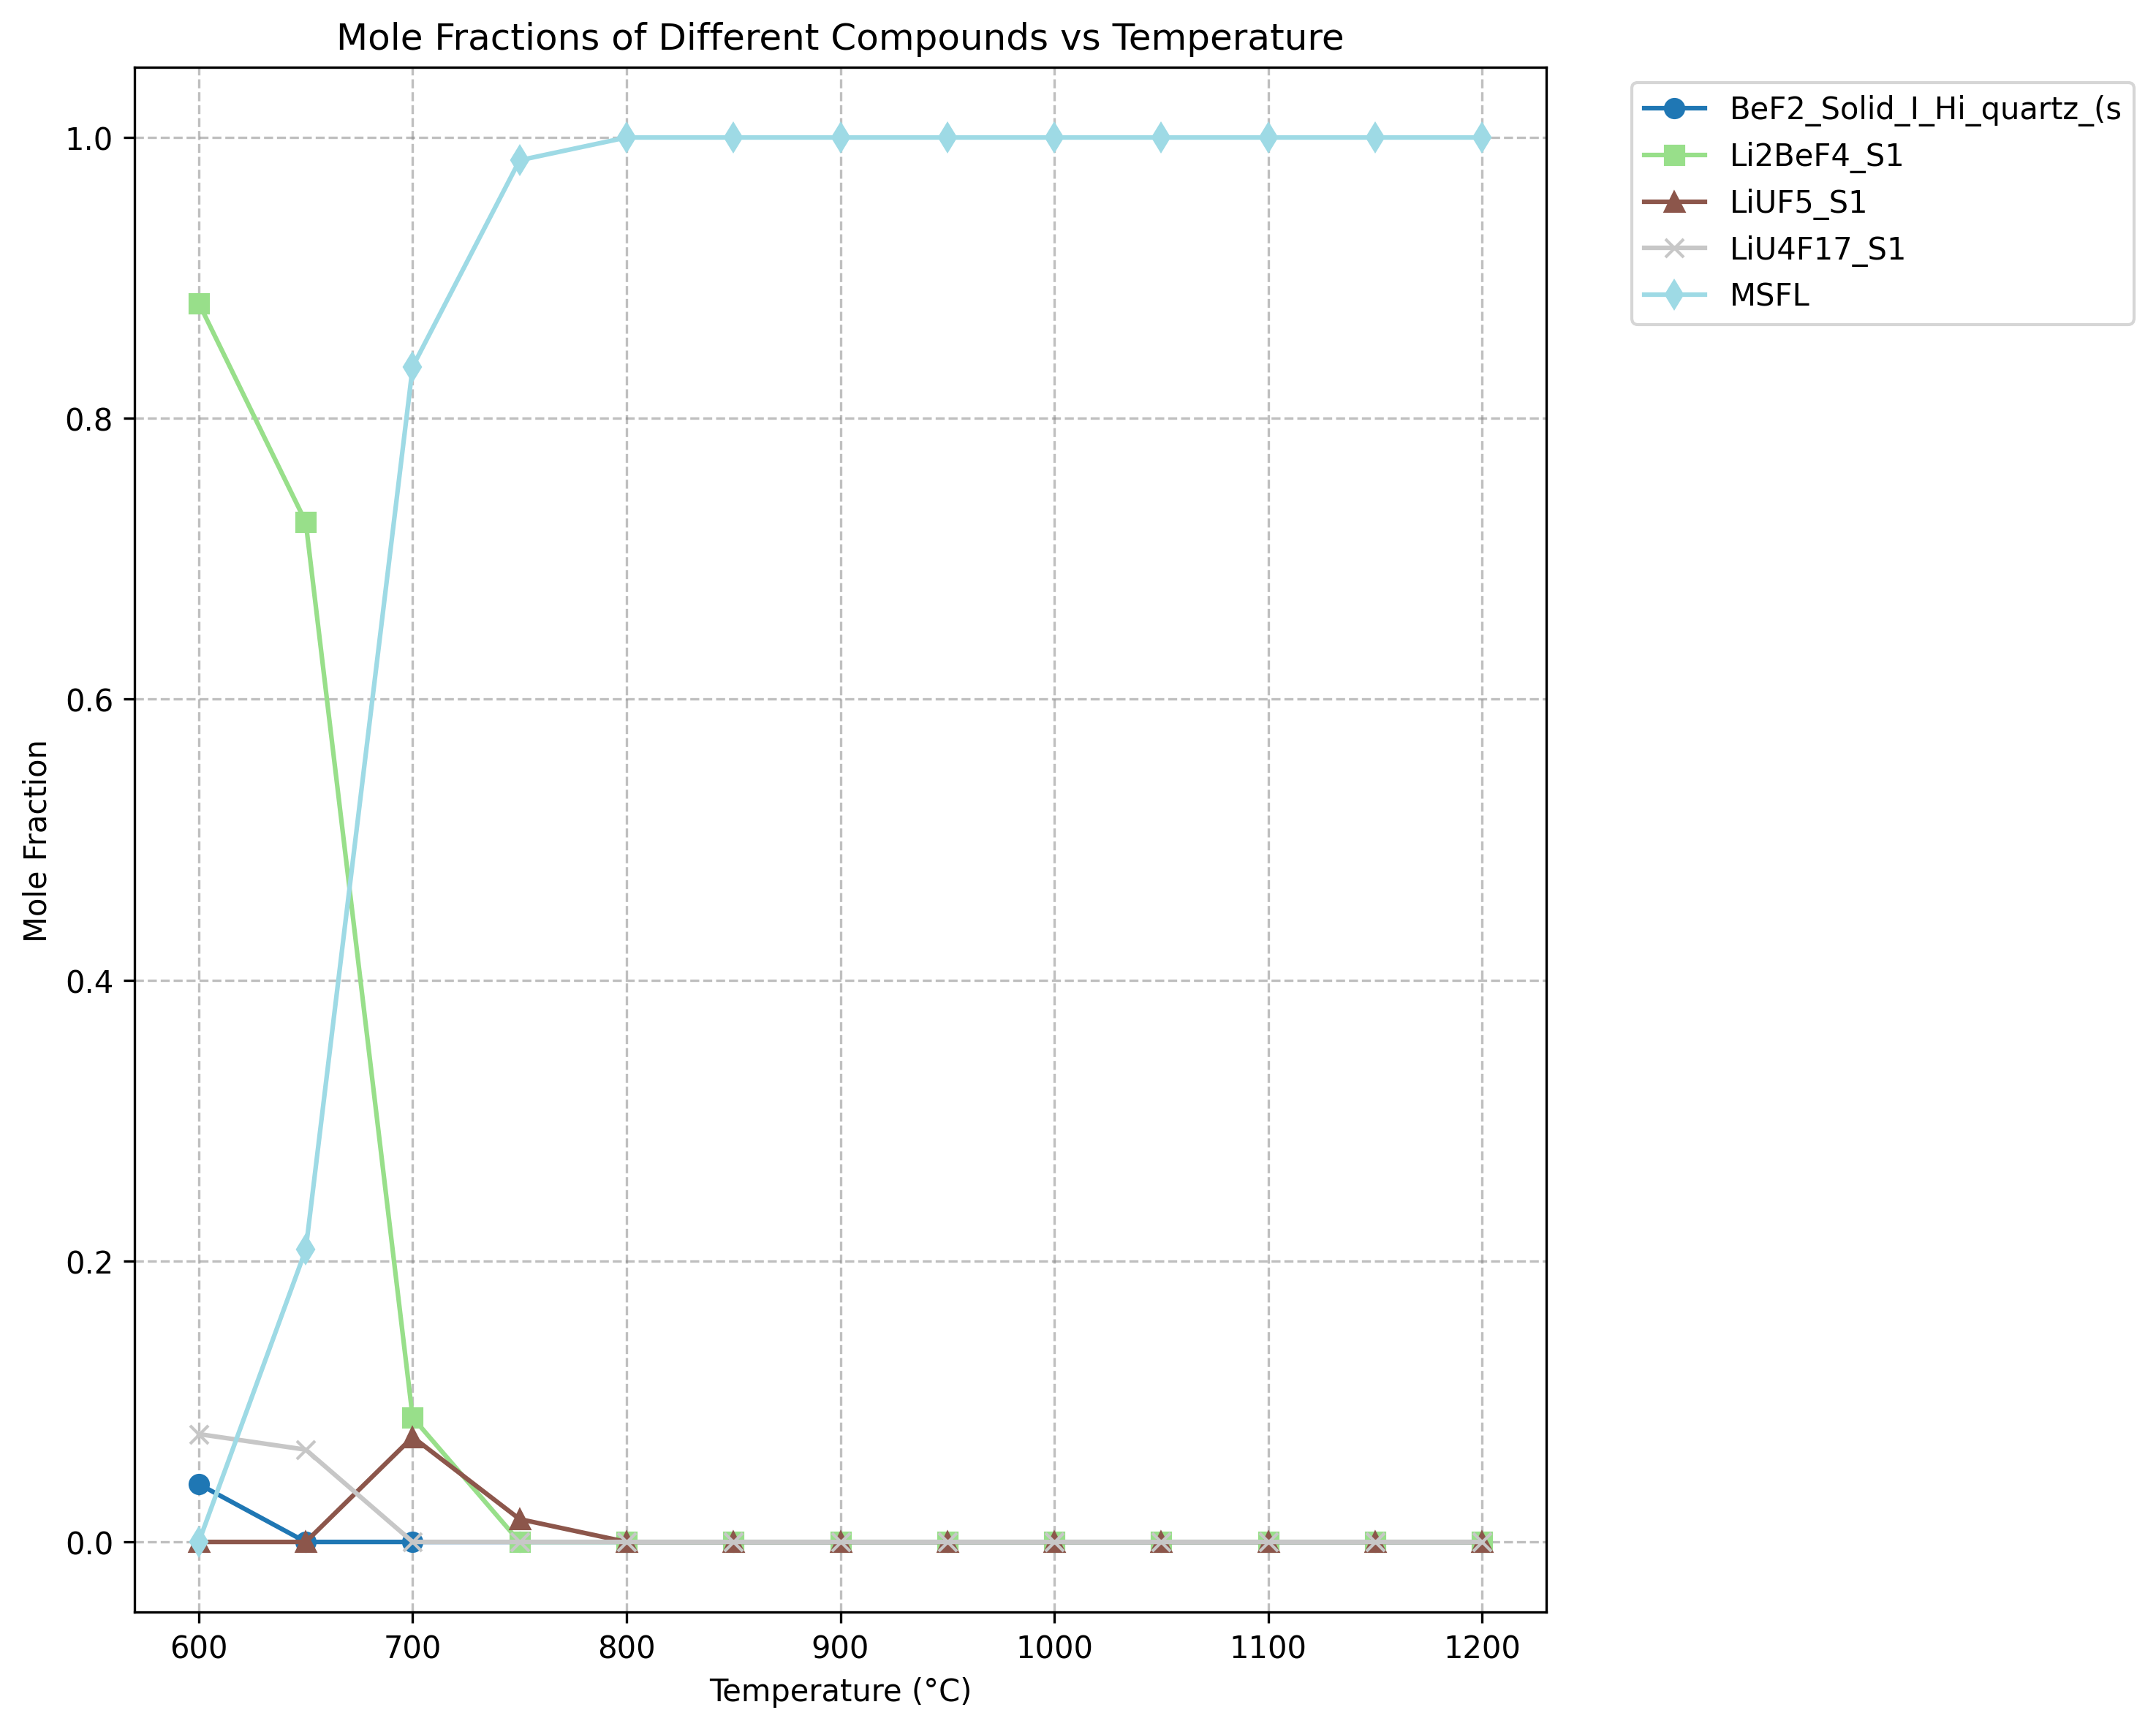 Mole Fractions of Different Compounds vs Temperature
BeF2_Solid_I_Hi_quartz_(s
Li2BeF4_S1
LiUF5_S1
LiU4F17_S1
MSFL
Mole Fraction
1.0
0.8
0.6
0.4
0.2
0.0
600 700 800 900 1000 1100 1200
Temperature (°C)